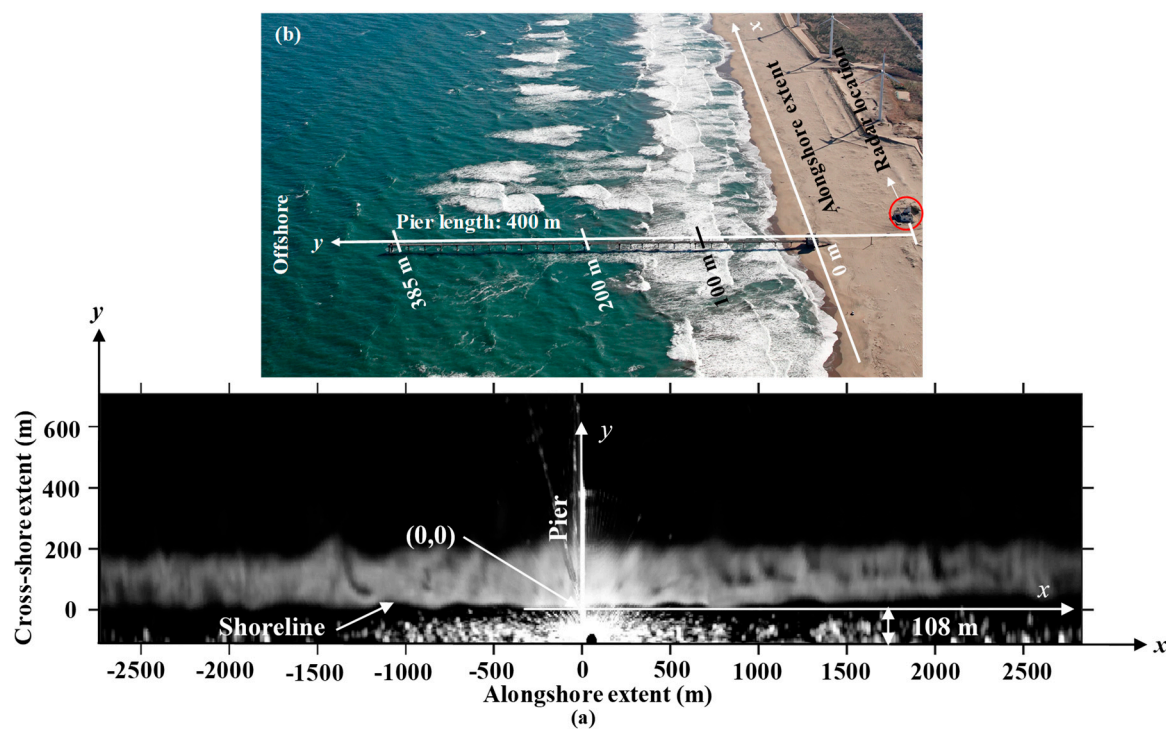 (b)
x
Alongshore extent
Radar location
Offshore
Pier length: 400 m
y
385 m
200 m
100 m
0 m
y
600
400
200
0
Cross-shore extent (m)
y
Pier
(0,0)
x
Shoreline
108 m
x
-2500 -2000 -1500 -1000 -500 0 500 1000 1500 2000 2500
Alongshore extent (m)
(a)